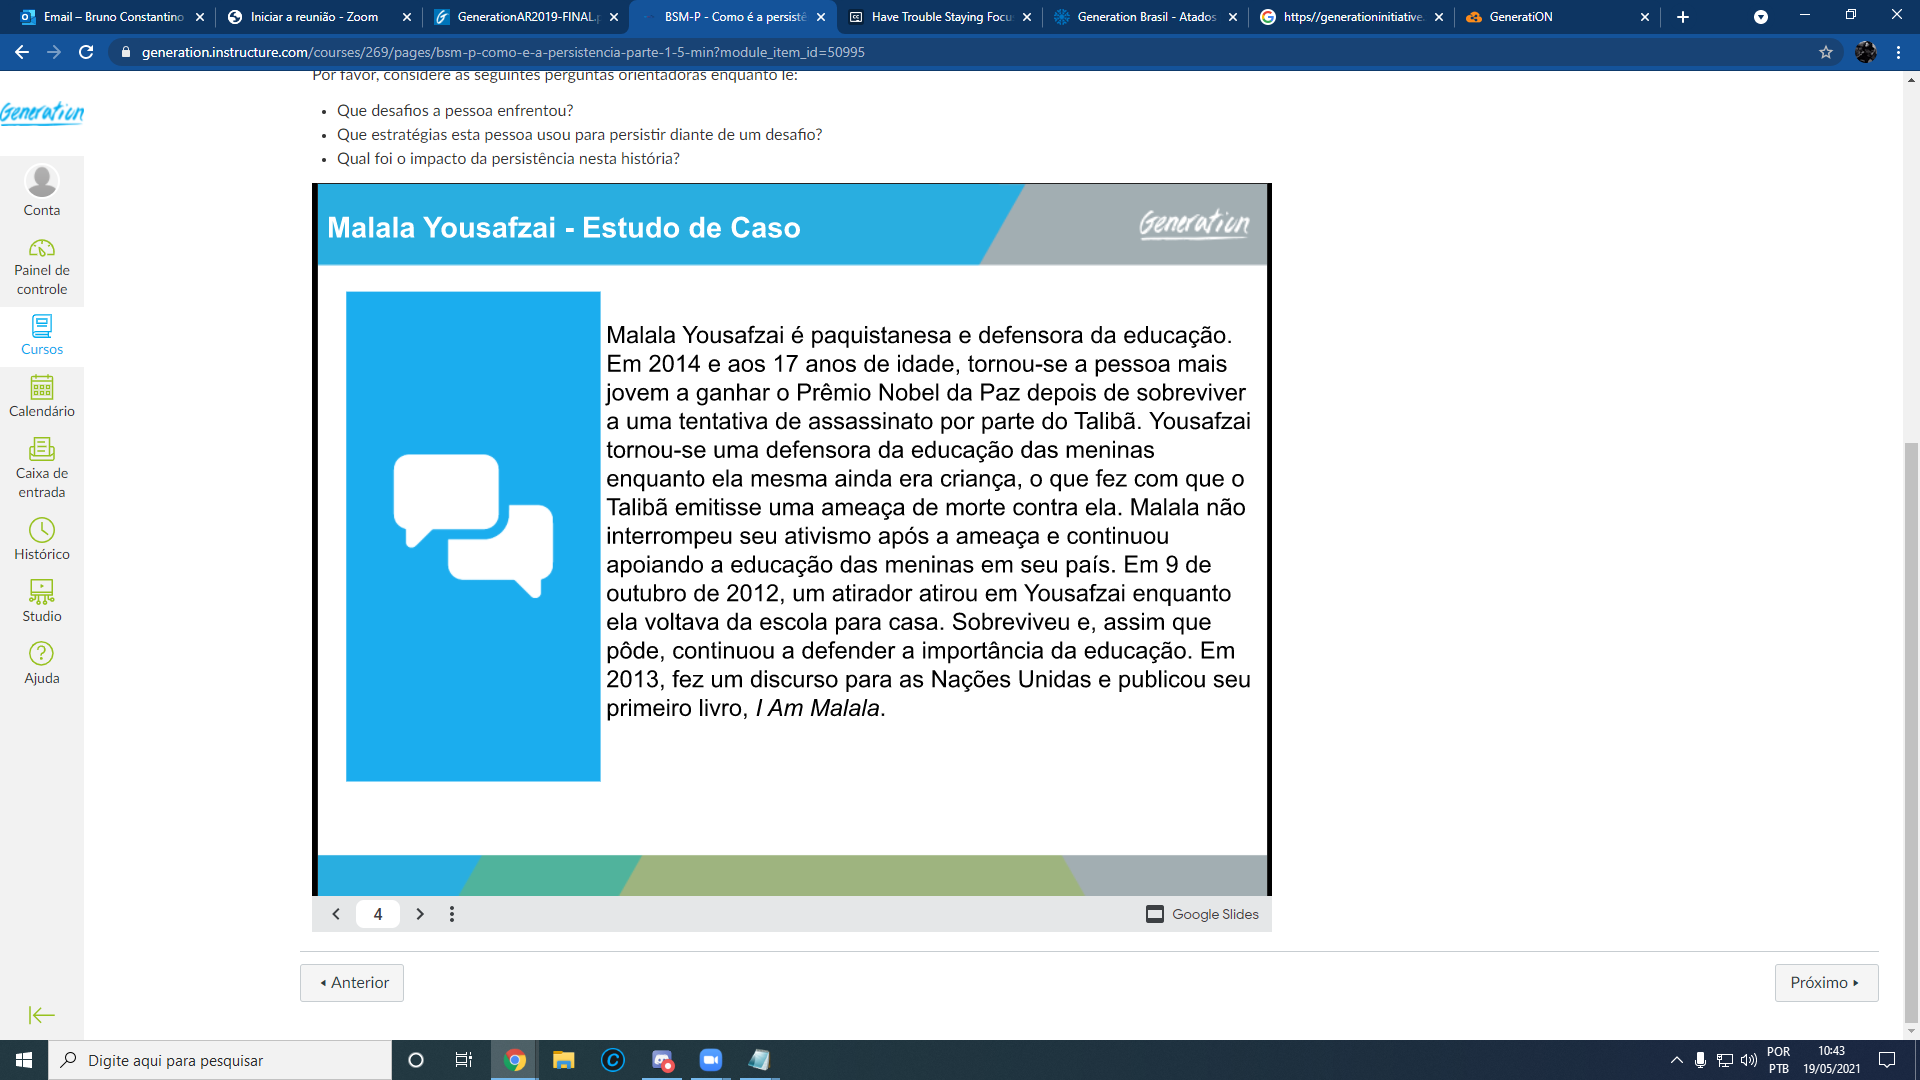 Email – Bruno Constantino
Iniciar a reunião - Zoom
GenerationAR2019-FINAL.p
BSM-P - Como é a persistê
Have Trouble Staying Focu
Generation Brasil - Atados
https//generationinitiative.
GeneratiON
generation.instructure.com/courses/269/pages/bsm-p-como-e-a-persistencia-parte-1-5-min?module_item_id=50995
Por favor, considere as seguintes perguntas orientadoras enquanto lê:
• Que desafios a pessoa enfrentou?
• Que estratégias esta pessoa usou para persistir diante de um desafio?
• Qual foi o impacto da persistência nesta história?
Generation
Conta
Painel de
controle
Cursos
Calendário
Caixa de
entrada
Histórico
Studio
Ajuda
Malala Yousafzai - Estudo de Caso
Generation
Malala Yousafzai é paquistanesa e defensora da educação.
Em 2014 e aos 17 anos de idade, tornou-se a pessoa mais
jovem a ganhar o Prêmio Nobel da Paz depois de sobreviver
a uma tentativa de assassinato por parte do Talibã. Yousafzai
tornou-se uma defensora da educação das meninas
enquanto ela mesma ainda era criança, o que fez com que o
Talibã emitisse uma ameaça de morte contra ela. Malala não
interrompeu seu ativismo após a ameaça e continuou
apoiando a educação das meninas em seu país. Em 9 de
outubro de 2012, um atirador atirou em Yousafzai enquanto
ela voltava da escola para casa. Sobreviveu e, assim que
pôde, continuou a defender a importância da educação. Em
2013, fez um discurso para as Nações Unidas e publicou seu
primeiro livro, I Am Malala.
4
Google Slides
Anterior
Próximo
Digite aqui para pesquisar
POR
PTB
10:43
19/05/2021